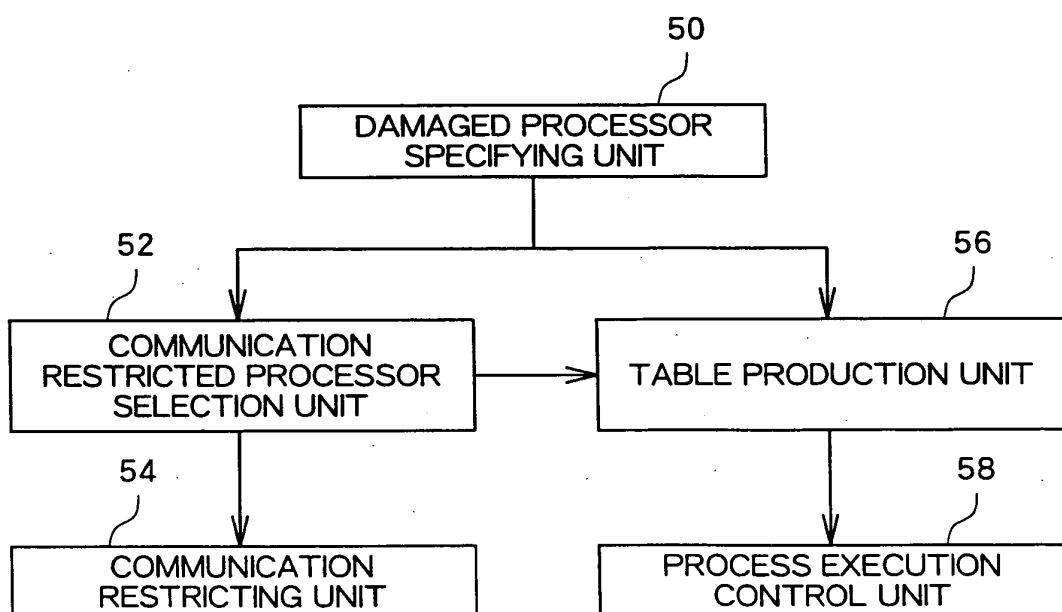 50
DAMAGED PROCESSOR
SPECIFYING UNIT
52
COMMUNICATION
RESTRICTED PROCESSOR
SELECTION UNIT
56
TABLE PRODUCTION UNIT
54
COMMUNICATION
RESTRICTING UNIT
58
PROCESS EXECUTION
CONTROL UNIT